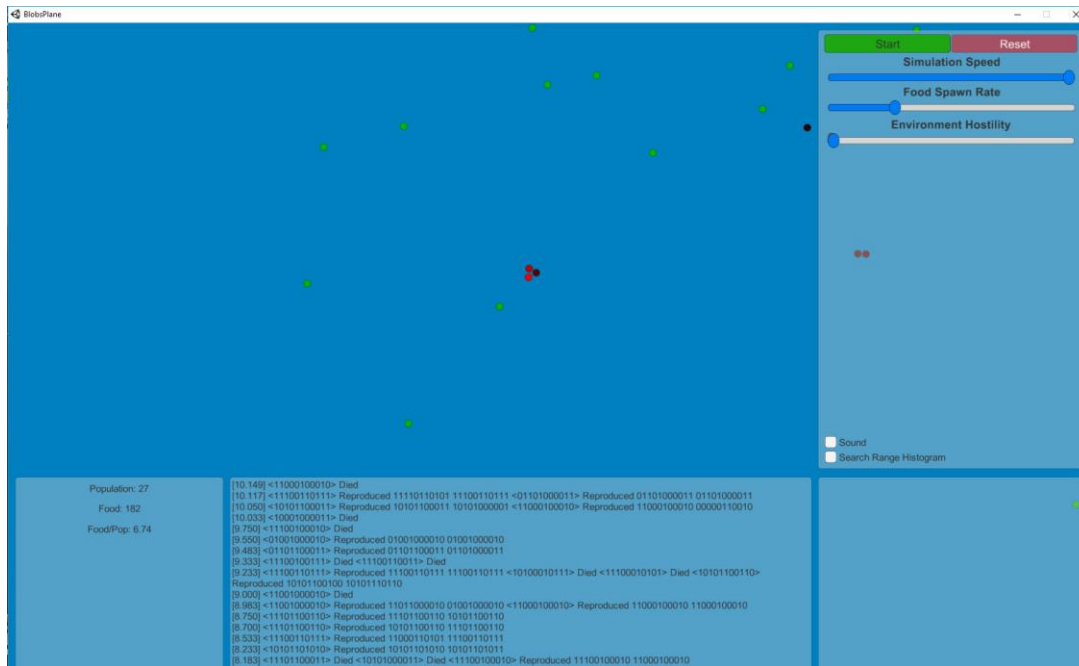 BlobsPlane
Start
Reset
Simulation Speed
Food Spawn Rate
Environment Hostility
Sound
Search Range Histogram
Population: 27
Food: 182
Food/Pop: 6.74
[10.149] <11000100010> Died
[10.117] <11100110111> Reproduced 11110110101 11100110111 <01101000011> Reproduced 01101000011 01101000011
[10.050] <10101100011> Reproduced 10101100011 10101000001 <11000100010> Reproduced 11000100010 00000110010
[10.033] <10001000011> Died
[9.750] <11100100010> Died
[9.550] <01001000010> Reproduced 01001000010 01001000010
[9.483] <01101100011> Reproduced 01101100011 01101000011
[9.333] <11100100111> Died <11100110011> Died
[9.233] <11100110111> Reproduced 11100110111 11100110111 <10100010111> Died <11100010101> Died <10101100110>
Reproduced 10101100100 10101110110
[9.000] <11001000010> Died
[8.983] <11001000010> Reproduced 11011000010 01001000010 <11000100010> Reproduced 11000100010 11000100010
[8.750] <11101100110> Reproduced 11101100110 10101100110
[8.700] <11101100110> Reproduced 10101100110 11101100110
[8.533] <11100110111> Reproduced 11000110101 11100110111
[8.233] <10101101010> Reproduced 10101101010 10101101011
[8.183] <11101100011> Died <10101000011> Died <11100100010> Reproduced 11100100010 11000100010